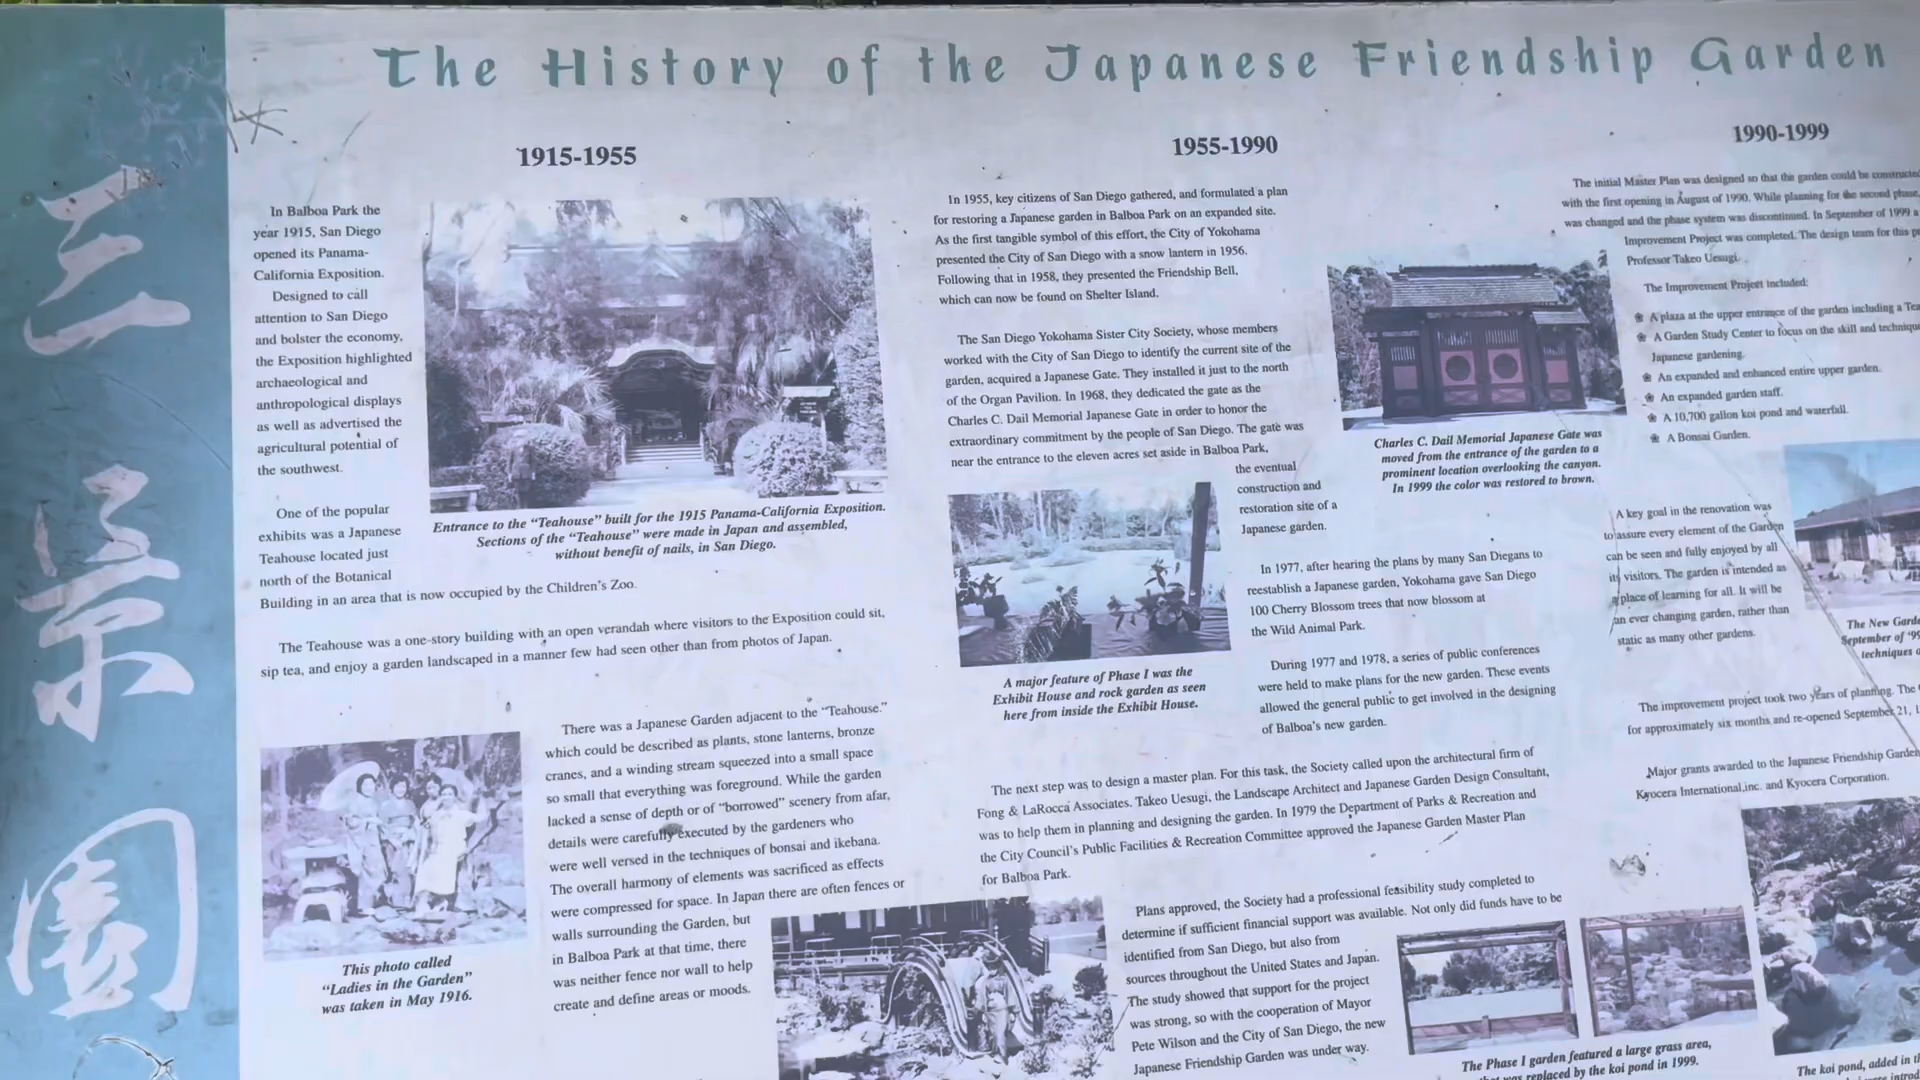 三
景
園
The History of the Japanese Friendship Garden
1915-1955
In Balboa Park the
year 1915, San Diego
opened its Panama-
California Exposition.
Designed to call
attention to San Diego
and bolster the economy,
the Exposition highlighted
archaeological and
anthropological displays
as well as advertised the
agricultural potential of
the southwest.
One of the popular
exhibits was a Japanese
Teahouse located just
north of the Botanical
Building in an area that is now occupied by the Children's Zoo.
Entrance to the “Teahouse” built for the 1915 Panama-California Exposition.
Sections of the “Teahouse” were made in Japan and assembled,
without benefit of nails, in San Diego.
The Teahouse was a one-story building with an open verandah where visitors to the Exposition could sit,
sip tea, and enjoy a garden landscaped in a manner few had seen other than from photos of Japan.
This photo called
“Ladies in the Garden”
was taken in May 1916.
There was a Japanese Garden adjacent to the “Teahouse.”
which could be described as plants, stone lanterns, bronze
cranes, and a winding stream squeezed into a small space
so small that everything was foreground. While the garden
lacked a sense of depth or of “borrowed” scenery from afar,
details were carefully executed by the gardeners who
were well versed in the techniques of bonsai and ikebana.
The overall harmony of elements was sacrificed as effects
were compressed for space. In Japan there are often fences or
walls surrounding the Garden, but
in Balboa Park at that time, there
was neither fence nor wall to help
create and define areas or moods.
1955-1990
In 1955, key citizens of San Diego gathered, and formulated a plan
for restoring a Japanese garden in Balboa Park on an expanded site.
As the first tangible symbol of this effort, the City of Yokohama
presented the City of San Diego with a snow lantern in 1956.
Following that in 1958, they presented the Friendship Bell,
which can now be found on Shelter Island.
The San Diego Yokohama Sister City Society, whose members
worked with the City of San Diego to identify the current site of the
garden, acquired a Japanese Gate. They installed it just to the north
of the Organ Pavilion. In 1968, they dedicated the gate as the
Charles C. Dail Memorial Japanese Gate in order to honor the
extraordinary commitment by the people of San Diego. The gate was
near the entrance to the eleven acres set aside in Balboa Park,
the eventual
construction and
restoration site of a
Japanese garden.
A major feature of Phase I was the
Exhibit House and rock garden as seen
here from inside the Exhibit House.
In 1977, after hearing the plans by many San Diegans to
reestablish a Japanese garden, Yokohama gave San Diego
100 Cherry Blossom trees that now blossom at
the Wild Animal Park.
During 1977 and 1978, a series of public conferences
were held to make plans for the new garden. These events
allowed the general public to get involved in the designing
of Balboa's new garden.
The next step was to design a master plan. For this task, the Society called upon the architectural firm of
Fong & LaRocca Associates. Takeo Uesugi, the Landscape Architect and Japanese Garden Design Consultant,
was to help them in planning and designing the garden. In 1979 the Department of Parks & Recreation and
the City Council's Public Facilities & Recreation Committee approved the Japanese Garden Master Plan
for Balboa Park.
Plans approved, the Society had a professional feasibility study completed to
determine if sufficient financial support was available. Not only did funds have to be
identified from San Diego, but also from
sources throughout the United States and Japan.
The study showed that support for the project
was strong, so with the cooperation of Mayor
Pete Wilson and the City of San Diego, the new
Japanese Friendship Garden was under way.
Charles C. Dail Memorial Japanese Gate was
moved from the entrance of the garden to a
prominent location overlooking the canyon.
In 1999 the color was restored to brown.
The Phase I garden featured a large grass area,
was replaced by the koi pond in 1999.
1990-1999
The initial Master Plan was designed so that the garden could be constructed
with the first opening in August of 1990. While planning for the second phase,
was changed and the phase system was discontinued. In September of 1999 a
Improvement Project was completed. The design team for this
Professor Takeo Uesugi.
The Improvement Project included:
❀ A plaza at the upper entrance of the garden including a
❀ A Garden Study Center to focus on the skill and
Japanese gardening.
❀ An expanded and enhanced entire upper garden.
❀ An expanded garden staff.
❀ A 10,700 gallon koi pond and waterfall.
❀ A Bonsai Garden.
A key goal in the renovation was
to assure every element of the Garden
can be seen and fully enjoyed by all
its visitors. The garden is intended as
a place of learning for all. It will be
an ever changing garden, rather than
static as many other gardens.
The New
September of '99
techniques
The improvement project took two years of planting. The
for approximately six months and re-opened September 21,
Major grants awarded to the Japanese Friendship Garden
Kyocera International,inc. and Kyocera Corporation.
The koi pond, added in